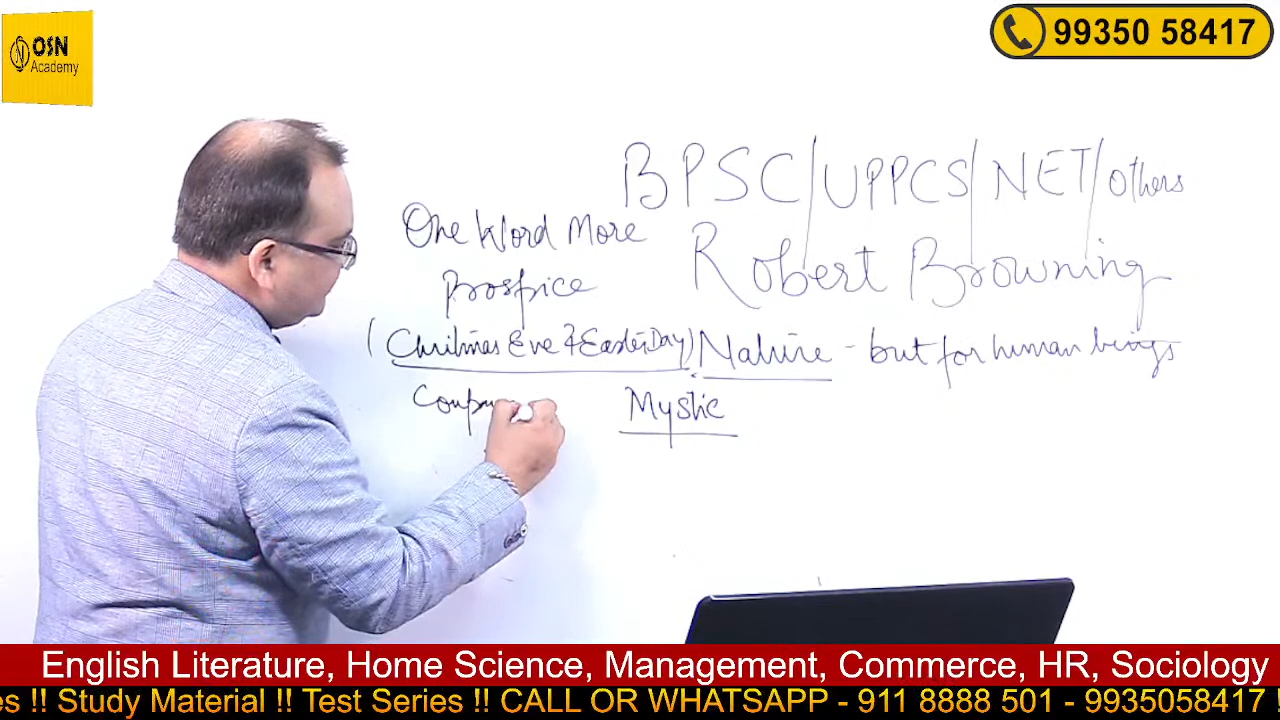 OSN
Academy
99350 58417
BPSC/UPPCS/NET/Others
One Word More
Robert Browning
Prospice
(Chritmas Eve & Easter Day)
Nature - but for human beings
Mystic
English Literature, Home Science, Management, Commerce, HR, Sociology
es !! Study Material !! Test Series !! CALL OR WHATSAPP - 911 8888 501 - 9935058417